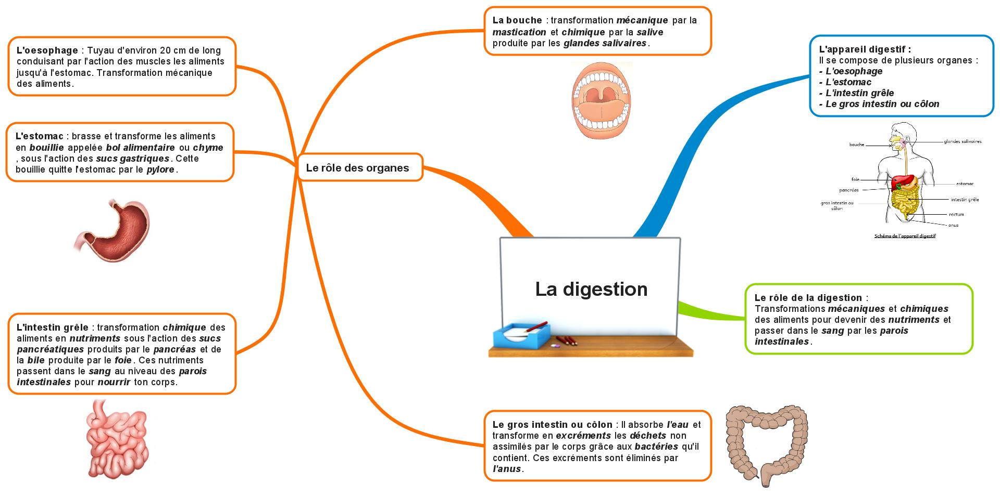 La digestion
L'appareil digestif :
Il se compose de plusieurs organes :
- L'oesophage
- L'estomac
- L'intestin grêle
- Le gros intestin ou côlon
bouche
glandes salivaires
foie
estomac
pancréas
intestin grêle
gros intestin ou
côlon
rectum
anus
Schéma de l'appareil digestif
Le rôle de la digestion :
Transformations mécaniques et chimiques
des aliments pour devenir des nutriments et
passer dans le sang par les parois
intestinales.
Le rôle des organes
La bouche : transformation mécanique par la
mastication et chimique par la salive
produite par les glandes salivaires.
L'oesophage : Tuyau d'environ 20 cm de long
conduisant par l'action des muscles les aliments
jusqu'à l'estomac. Transformation mécanique
des aliments.
L'estomac : brasse et transforme les aliments
en bouillie appelée bol alimentaire ou chyme
, sous l'action des sucs gastriques. Cette
bouillie quitte l'estomac par le pylore.
L'intestin grêle : transformation chimique des
aliments en nutriments sous l'action des sucs
pancréatiques produits par le pancréas et de
la bile produite par le foie. Ces nutriments
passent dans le sang au niveau des parois
intestinales pour nourrir ton corps.
Le gros intestin ou côlon : Il absorbe l'eau et
transforme en excréments les déchets non
assimilés par le corps grâce aux bactéries qu'il
contient. Ces excréments sont éliminés par
l'anus.